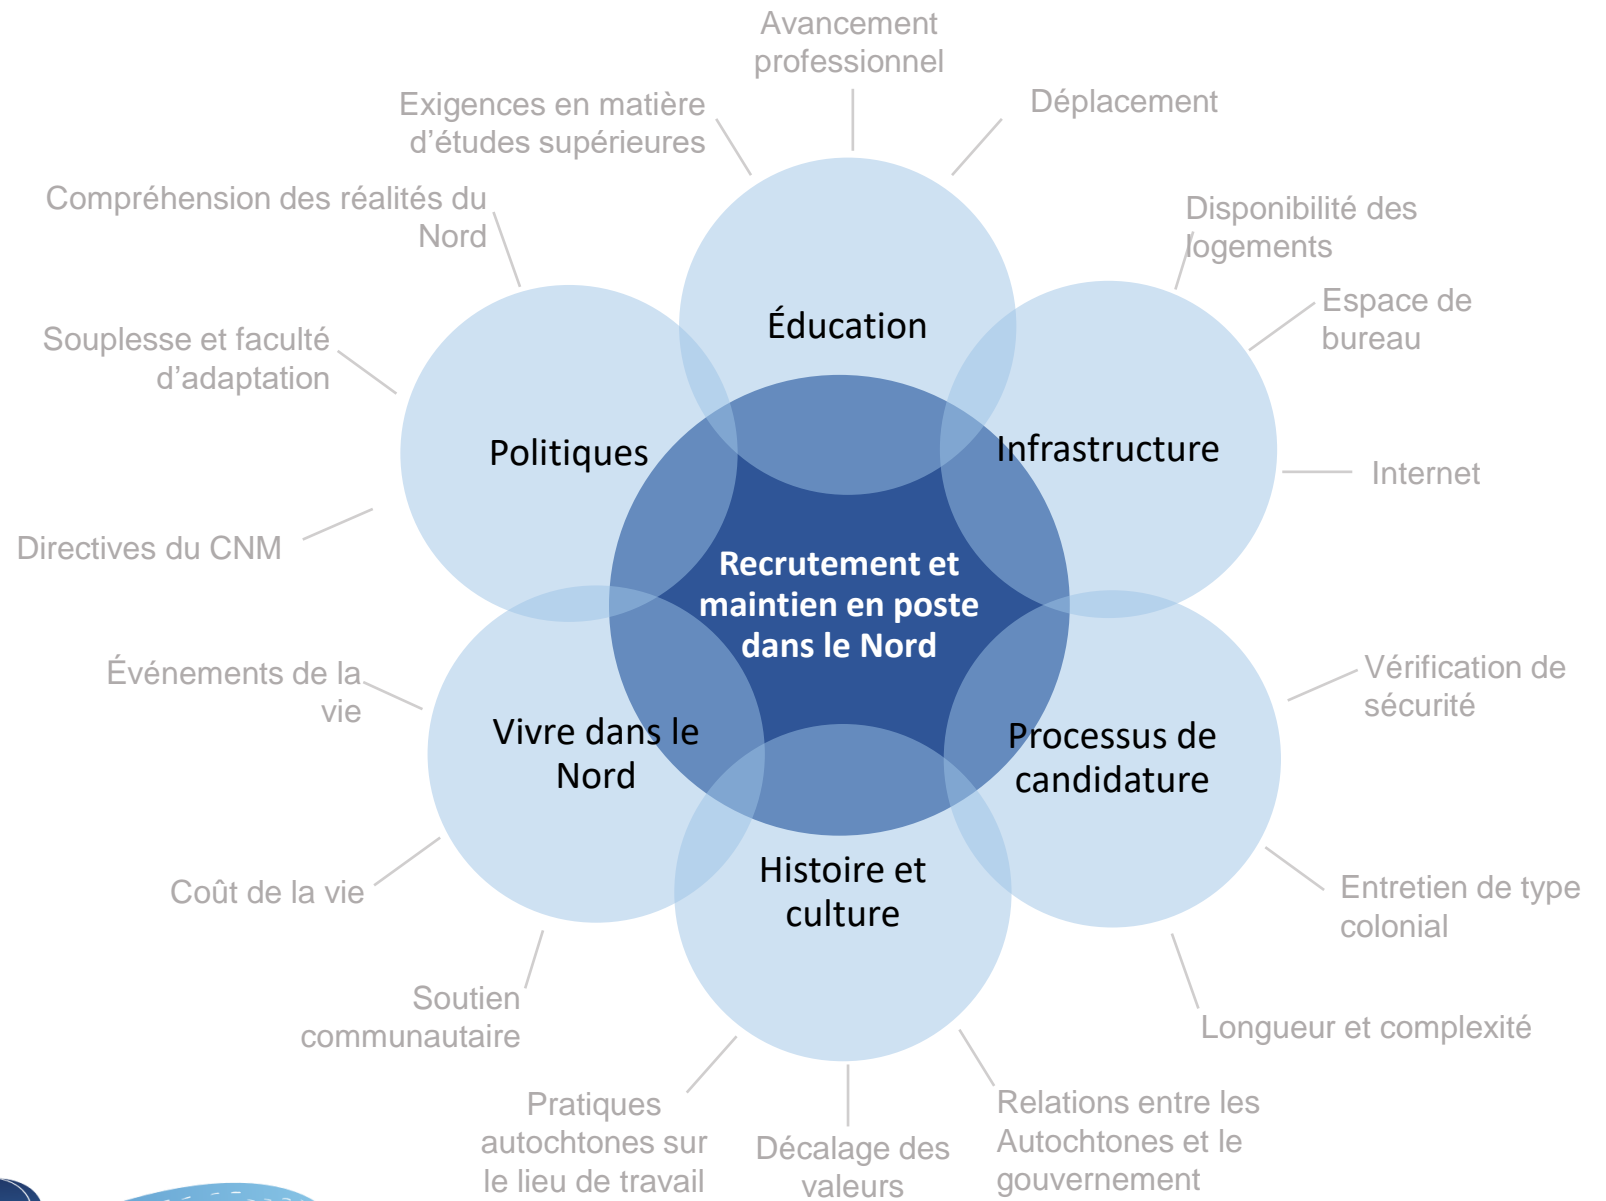 Avancement
professionnel
Exigences en matière
d’études supérieures
Déplacement
Compréhension des réalités du
Nord
Disponibilité des
logements
Souplesse et faculté
d’adaptation
Espace de
bureau
Éducation
Politiques
Infrastructure
Internet
Directives du CNM
Recrutement et
maintien en poste
dans le Nord
Événements de la
vie
Vérification de
sécurité
Vivre dans le
Nord
Processus de
candidature
Coût de la vie
Histoire et
culture
Entretien de type
colonial
Soutien
communautaire
Longueur et complexité
Pratiques
autochtones sur
le lieu de travail
Décalage des
valeurs
Relations entre les
Autochtones et le
gouvernement